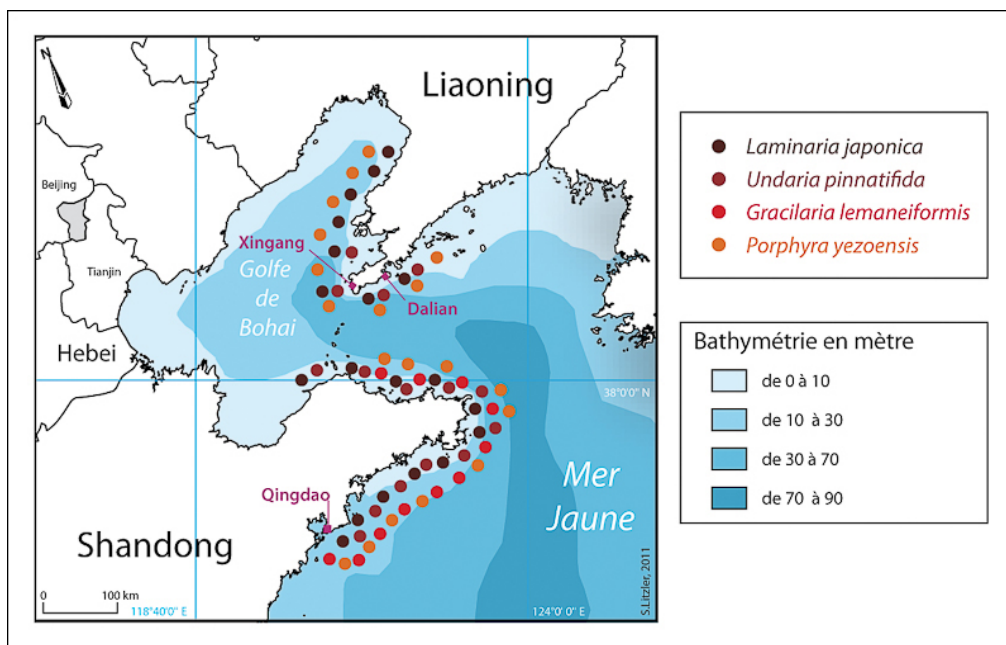 N
Liaoning
Beijing
Xingang
Tianjin
Golfe
de
Bohai
Dalian
Hebei
38°0'0" N
Qingdao
Mer
Jaune
Shandong
0 100 km
118°40'0" E
124°0' 0" E
S.Litzler, 2011
Laminaria japonica
Undaria pinnatifida
Gracilaria lemaneiformis
Porphyra yezoensis
Bathymétrie en mètre
de 0 à 10
de 10 à 30
de 30 à 70
de 70 à 90